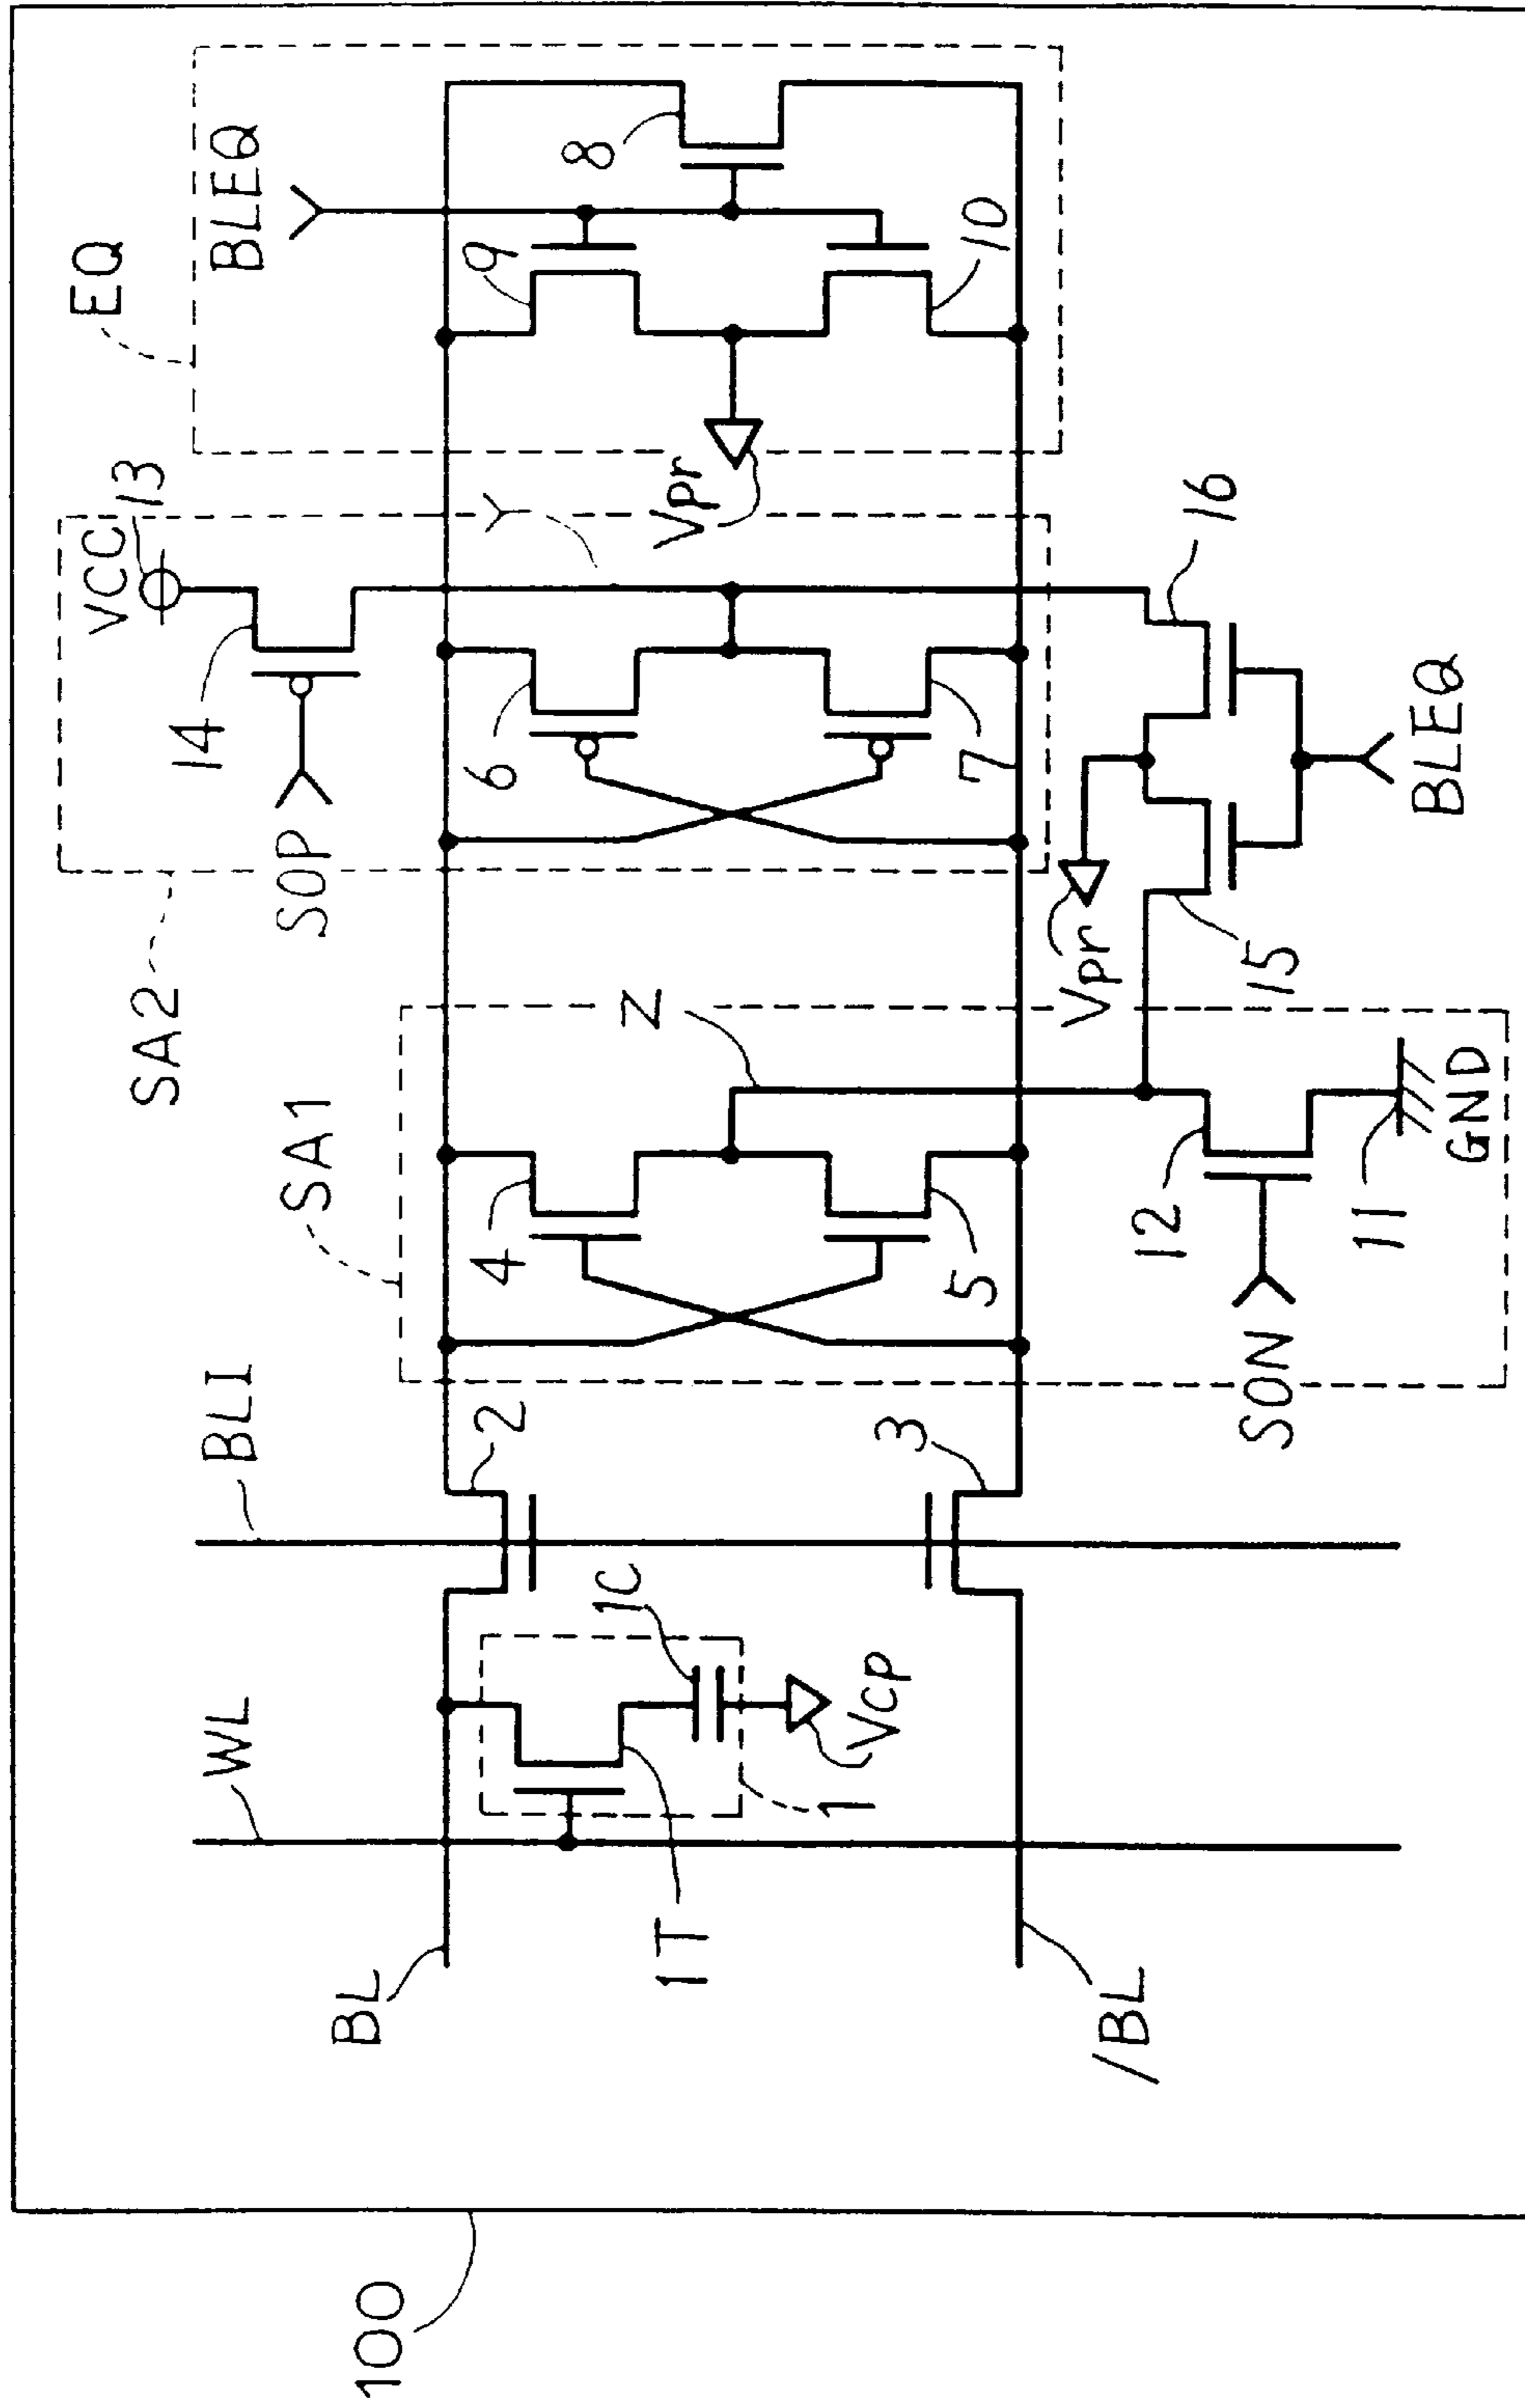 100
BL
/BL
WL
1T
1
1C
Vcp
BLI
2
3
SA1
4
5
Z
SON
12
11
GND
SA2
SOP
14
VCC
13
6
7
Y
Vpr
15
16
BLEQ
EQ
BLEQ
Vpr
9
10
8